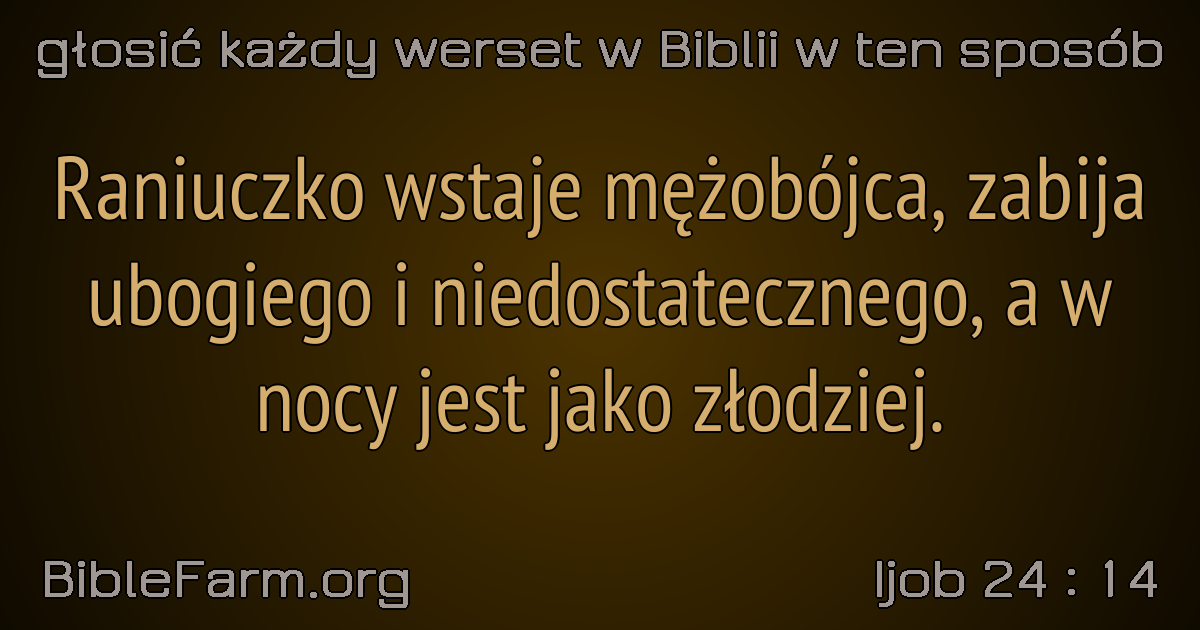 głosić każdy werset w Biblii w ten sposób
Raniuczko wstaje mężobójca, zabija
ubogiego i niedostatecznego, a w
nocy jest jako złodziej.
BibleFarm.org
Ijob 24 : 14